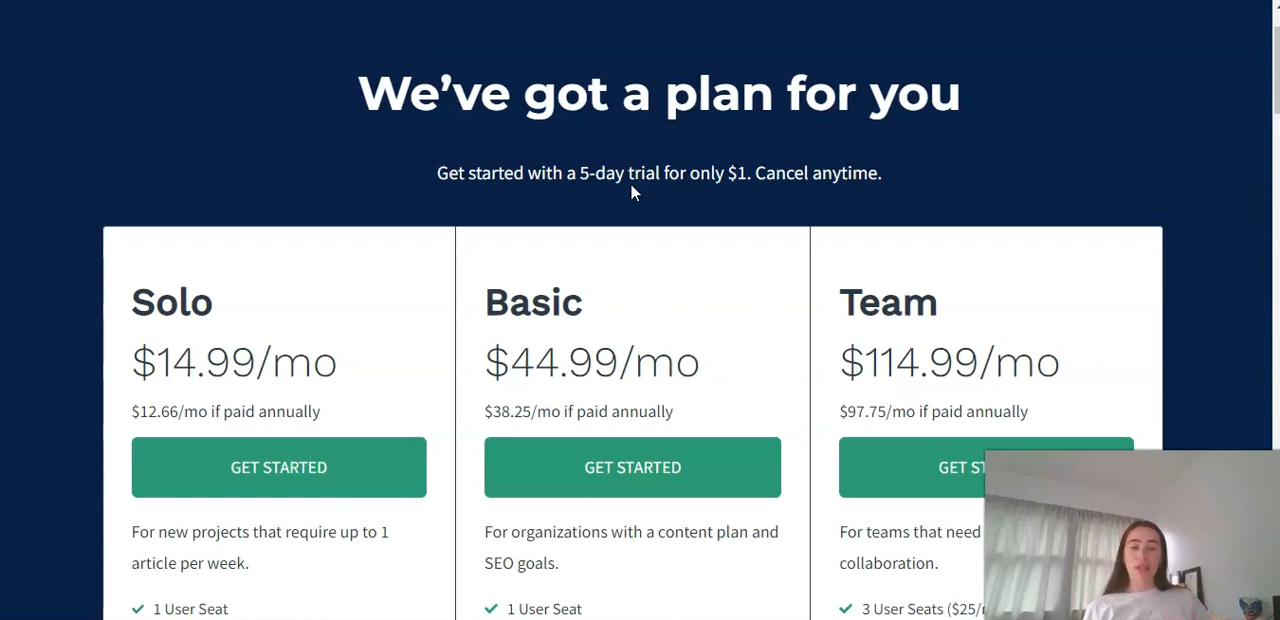 We've got a plan for you
Get started with a 5-day trial for only $1. Cancel anytime.
Solo
$14.99/mo
$12.66/mo if paid annually
GET STARTED
For new projects that require up to 1
article per week.
1 User Seat
Basic
$44.99/mo
$38.25/mo if paid annually
GET STARTED
For organizations with a content plan and
SEO goals.
1 User Seat
Team
$114.99/mo
$97.75/mo if paid annually
GET ST
For teams that need
collaboration.
3 User Seats ($25/